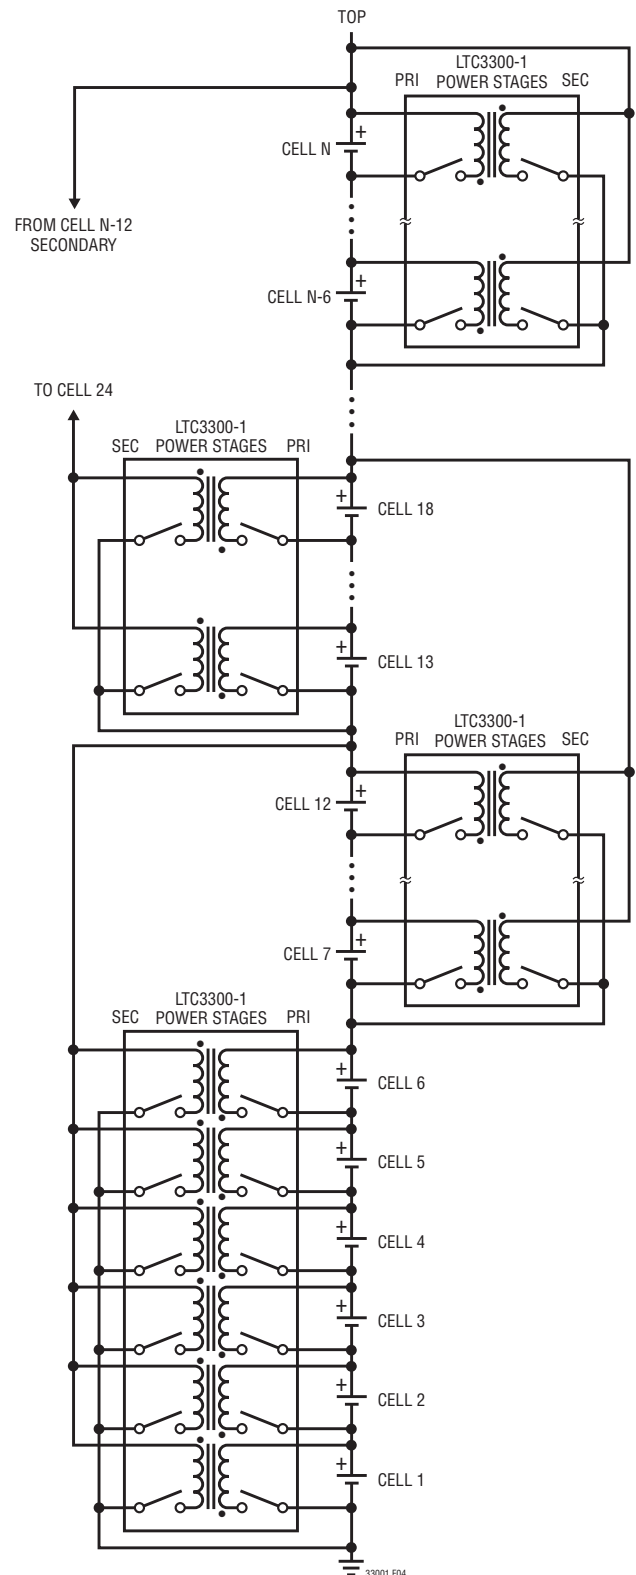 TOP
LTC3300-1
PRI POWER STAGES SEC
+
CELL N
FROM CELL N-12
SECONDARY
+
CELL N-6
TO CELL 24
LTC3300-1
SEC POWER STAGES PRI
+
CELL 18
+
CELL 13
LTC3300-1
PRI POWER STAGES SEC
+
CELL 12
+
CELL 7
LTC3300-1
SEC POWER STAGES PRI
+
CELL 6
+
CELL 5
+
CELL 4
+
CELL 3
+
CELL 2
+
CELL 1
33001 F04